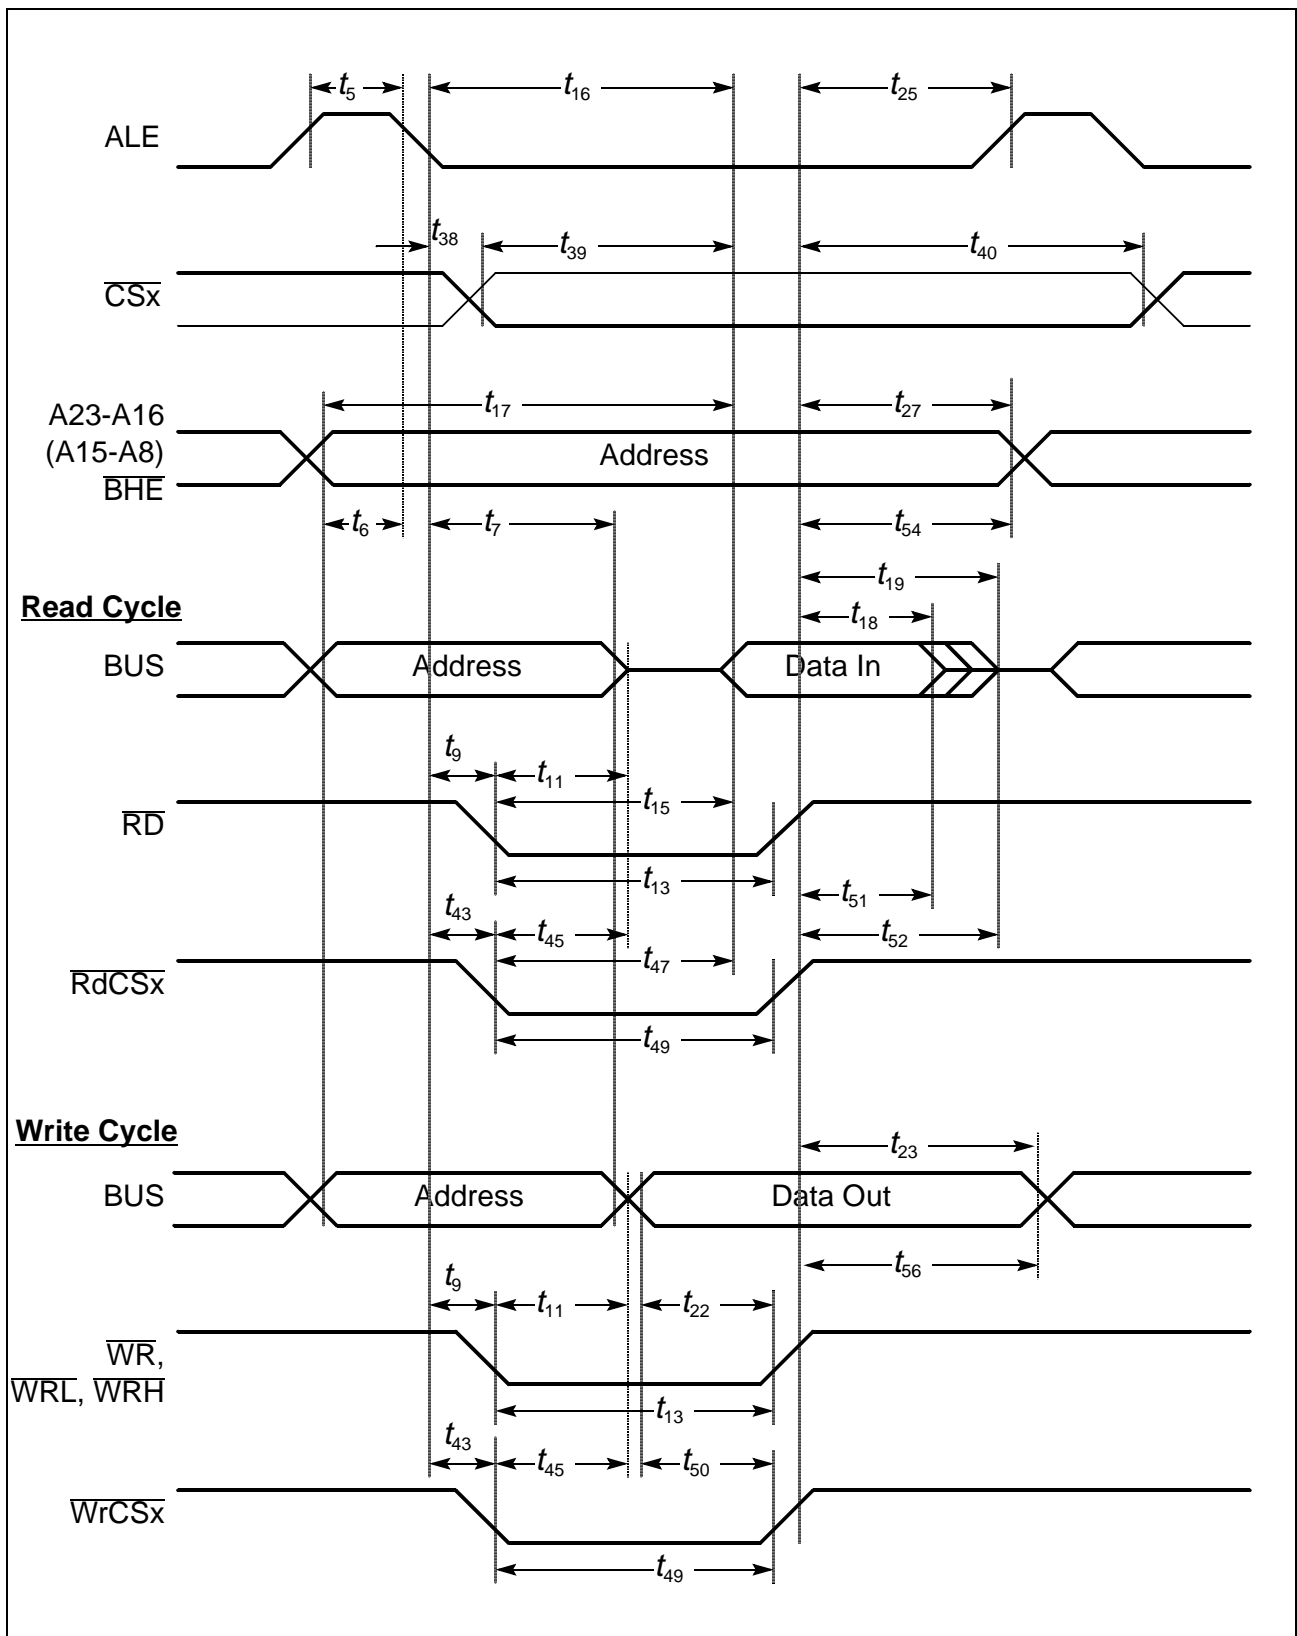 t5 t16 t25
ALE
t38 t39 t40
CSx
t17 t27
A23-A16
(A15-A8)
BHE
Address
t6 t7 t54
t19
Read Cycle
t18
BUS Address Data In
t9 t11
t15
RD
t13 t51
t43 t45 t52
t47
RdCSx
t49
Write Cycle
t23
BUS Address Data Out
t56
t9 t11 t22
WR,
WRL, WRH
t13
t43 t45 t50
WrCSx
t49